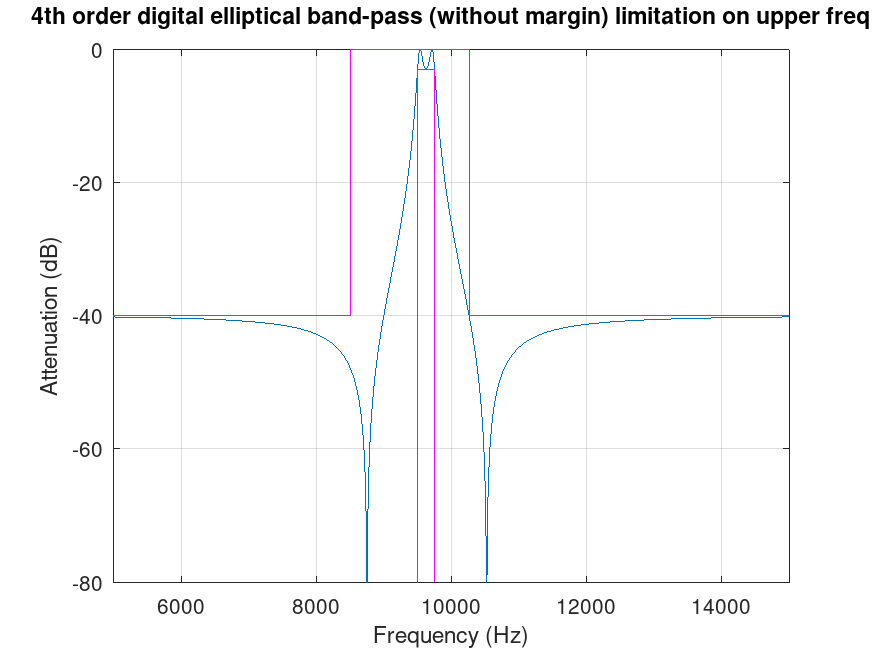 4th order digital elliptical band-pass (without margin) limitation on upper freq
0
-20
-40
-60
-80
Attenuation (dB)
6000 8000 10000 12000 14000
Frequency (Hz)